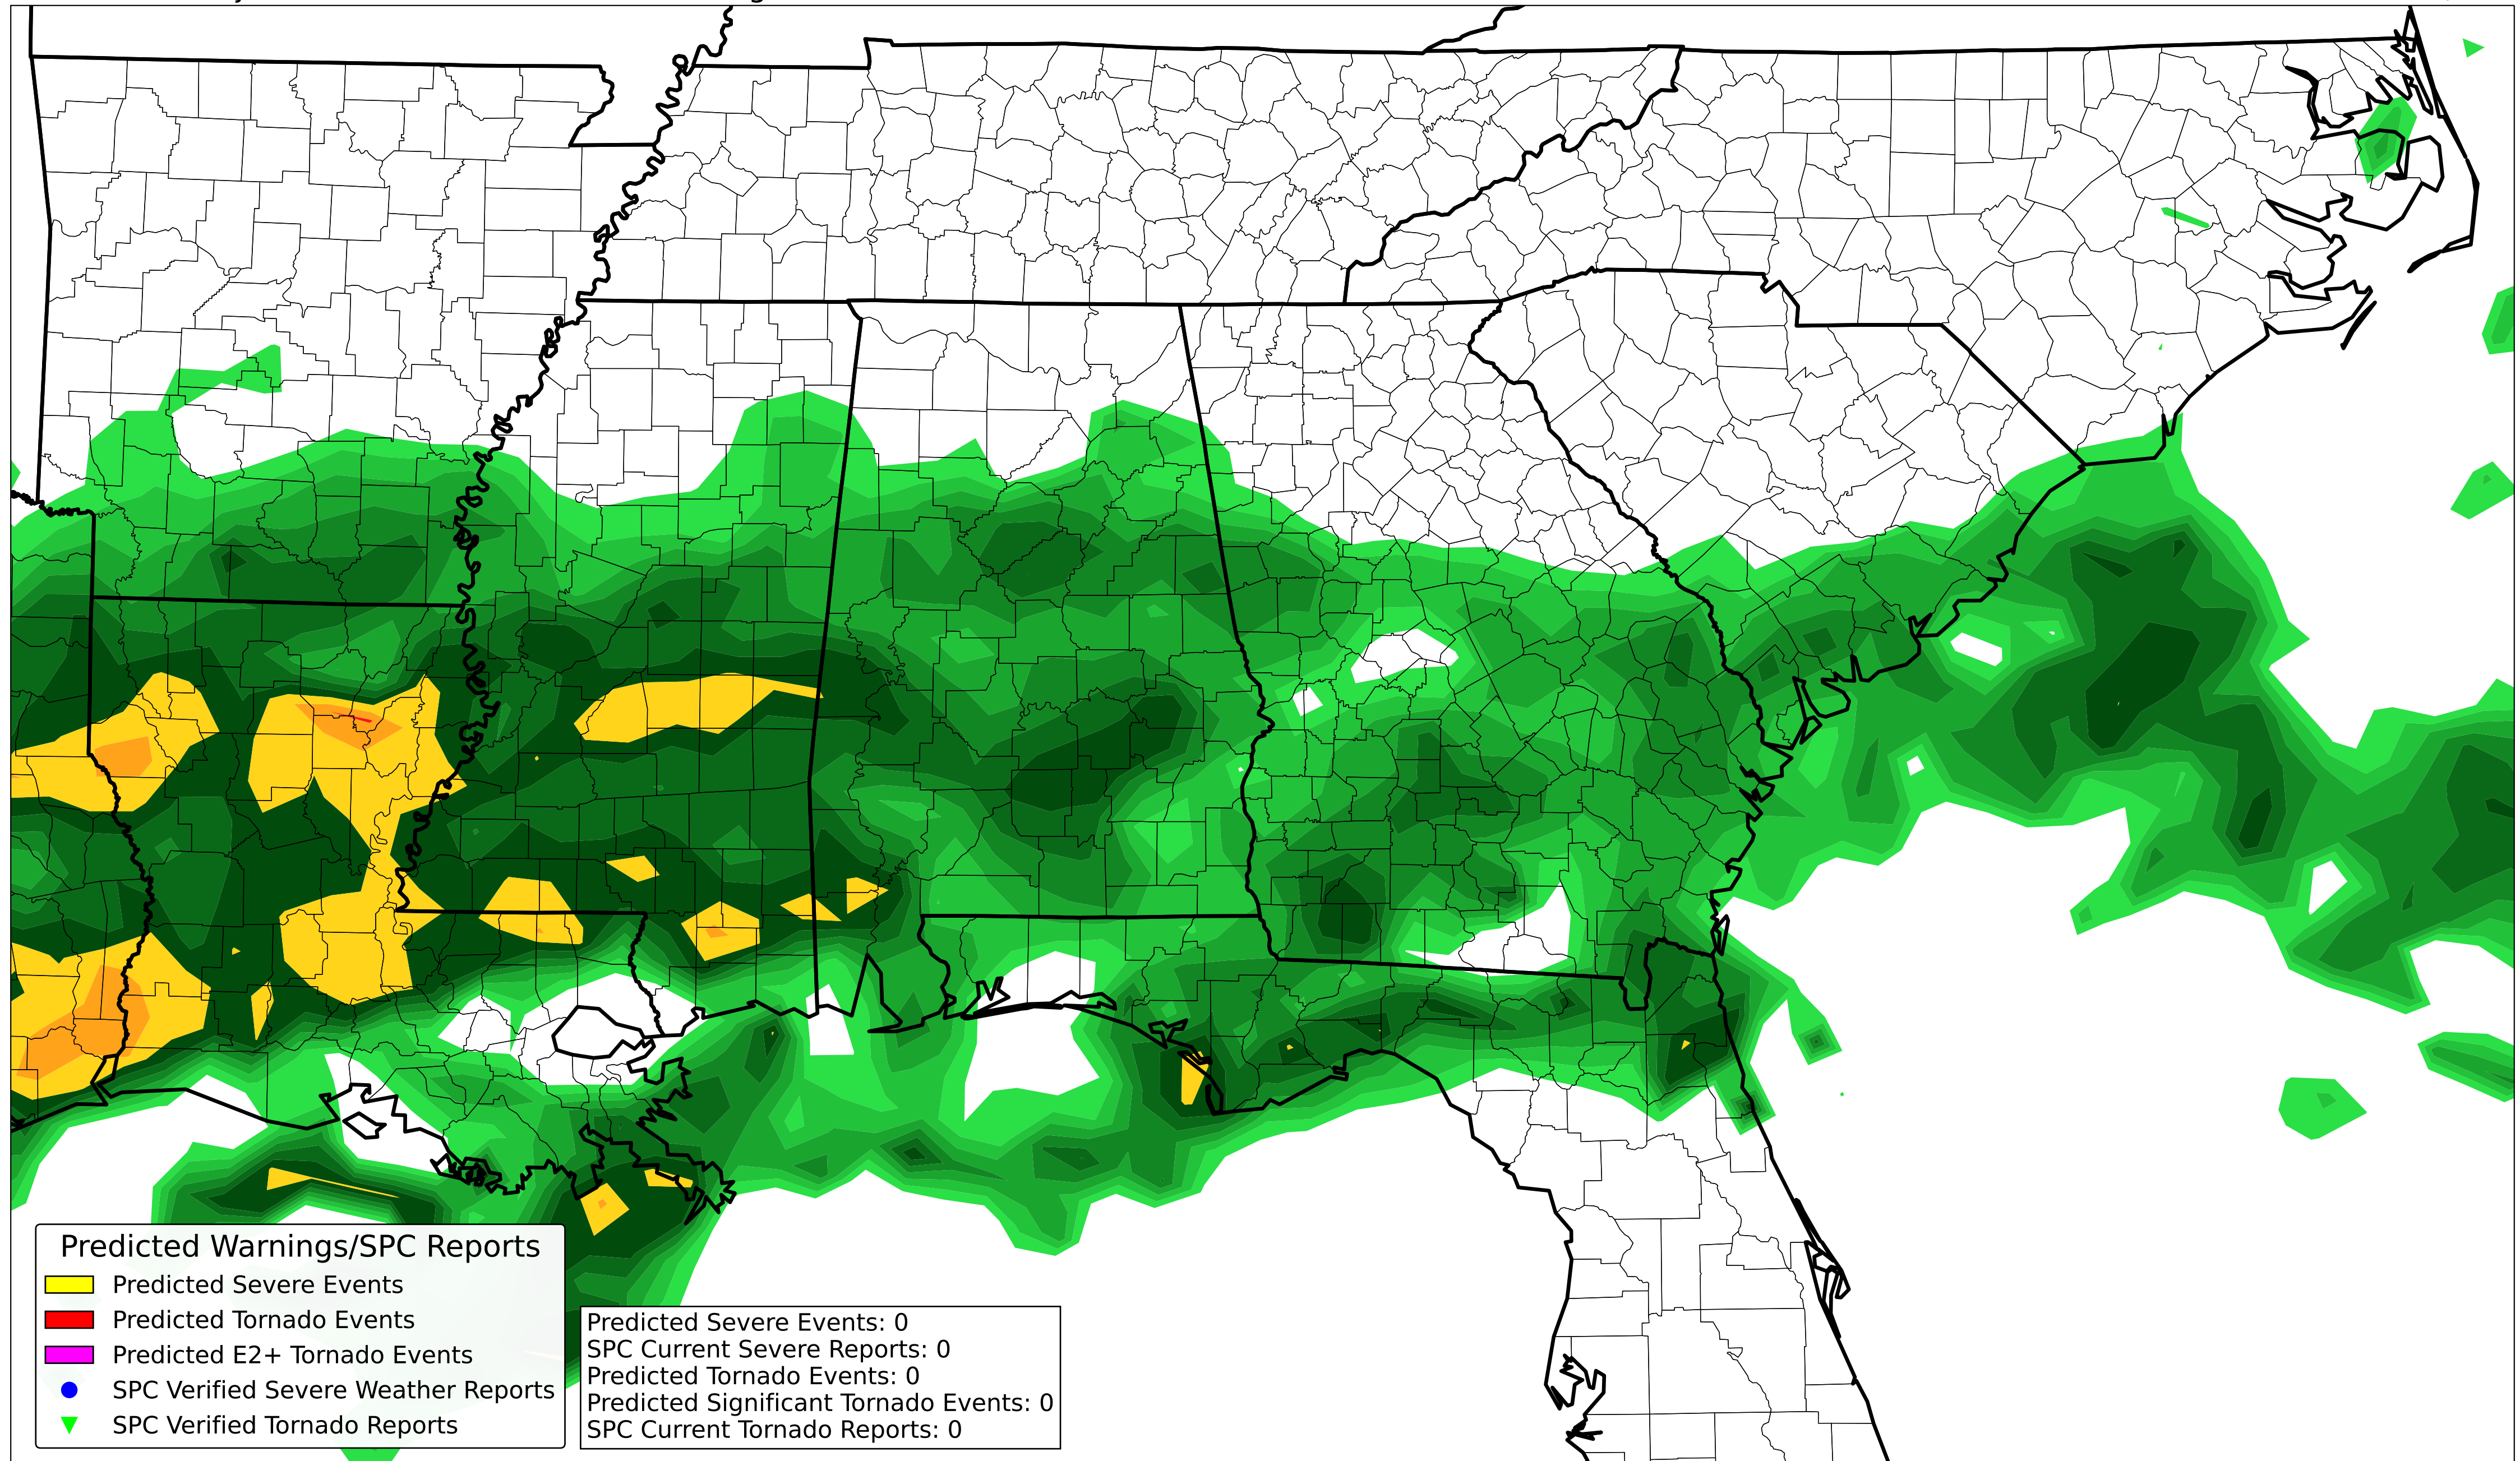 Predicted Warnings/SPC Reports
Predicted Severe Events
Predicted Tornado Events
Predicted E2+ Tornado Events
SPC Verified Severe Weather Reports
SPC Verified Tornado Reports
Predicted Severe Events: 0
SPC Current Severe Reports: 0
Predicted Tornado Events: 0
Predicted Significant Tornado Events: 0
SPC Current Tornado Reports: 0